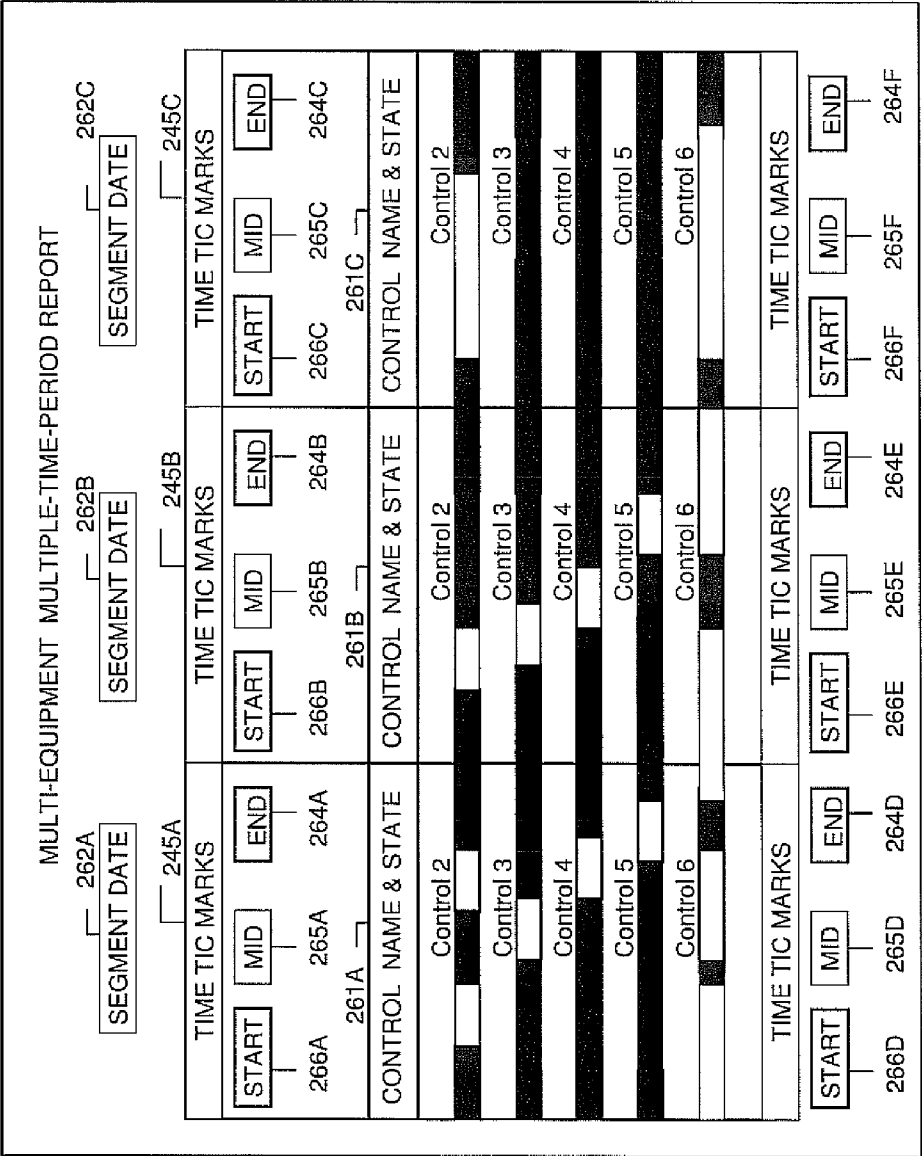 MULTI-EQUIPMENT MULTIPLE-TIME-PERIOD REPORT
262A 262B 262C
SEGMENT DATE SEGMENT DATE SEGMENT DATE
245A 245B 245C
TIME TIC MARKS TIME TIC MARKS TIME TIC MARKS
START MID END START MID END START MID END
266A 265A 264A 266B 265B 264B 266C 265C 264C
261A 261B 261C
CONTROL NAME & STATE CONTROL NAME & STATE CONTROL NAME & STATE
Control 2 Control 2 Control 2
Control 3 Control 3 Control 3
Control 4 Control 4 Control 4
Control 5 Control 5 Control 5
Control 6 Control 6 Control 6
TIME TIC MARKS TIME TIC MARKS TIME TIC MARKS
START MID END START MID END START MID END
266D 265D 264D 266E 265E 264E 266F 265F 264F